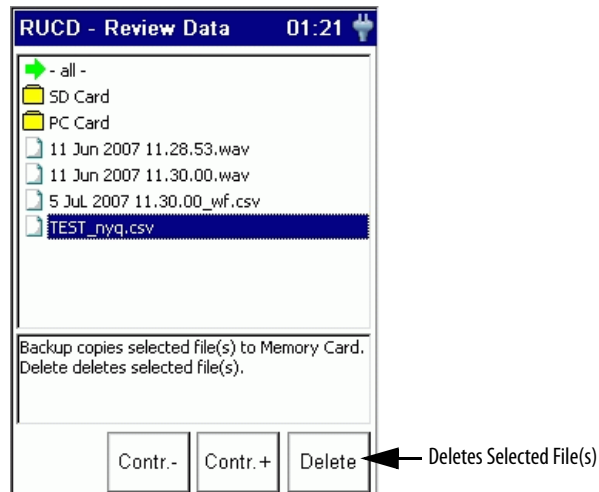 RUCD - Review Data 01:21
- all -
SD Card
PC Card
11 Jun 2007 11.28.53.wav
11 Jun 2007 11.30.00.wav
5 JuL 2007 11.30.00_wf.csv
TEST_nyq.csv
Backup copies selected file(s) to Memory Card.
Delete deletes selected file(s).
Contr.- Contr.+ Delete Deletes Selected File(s)